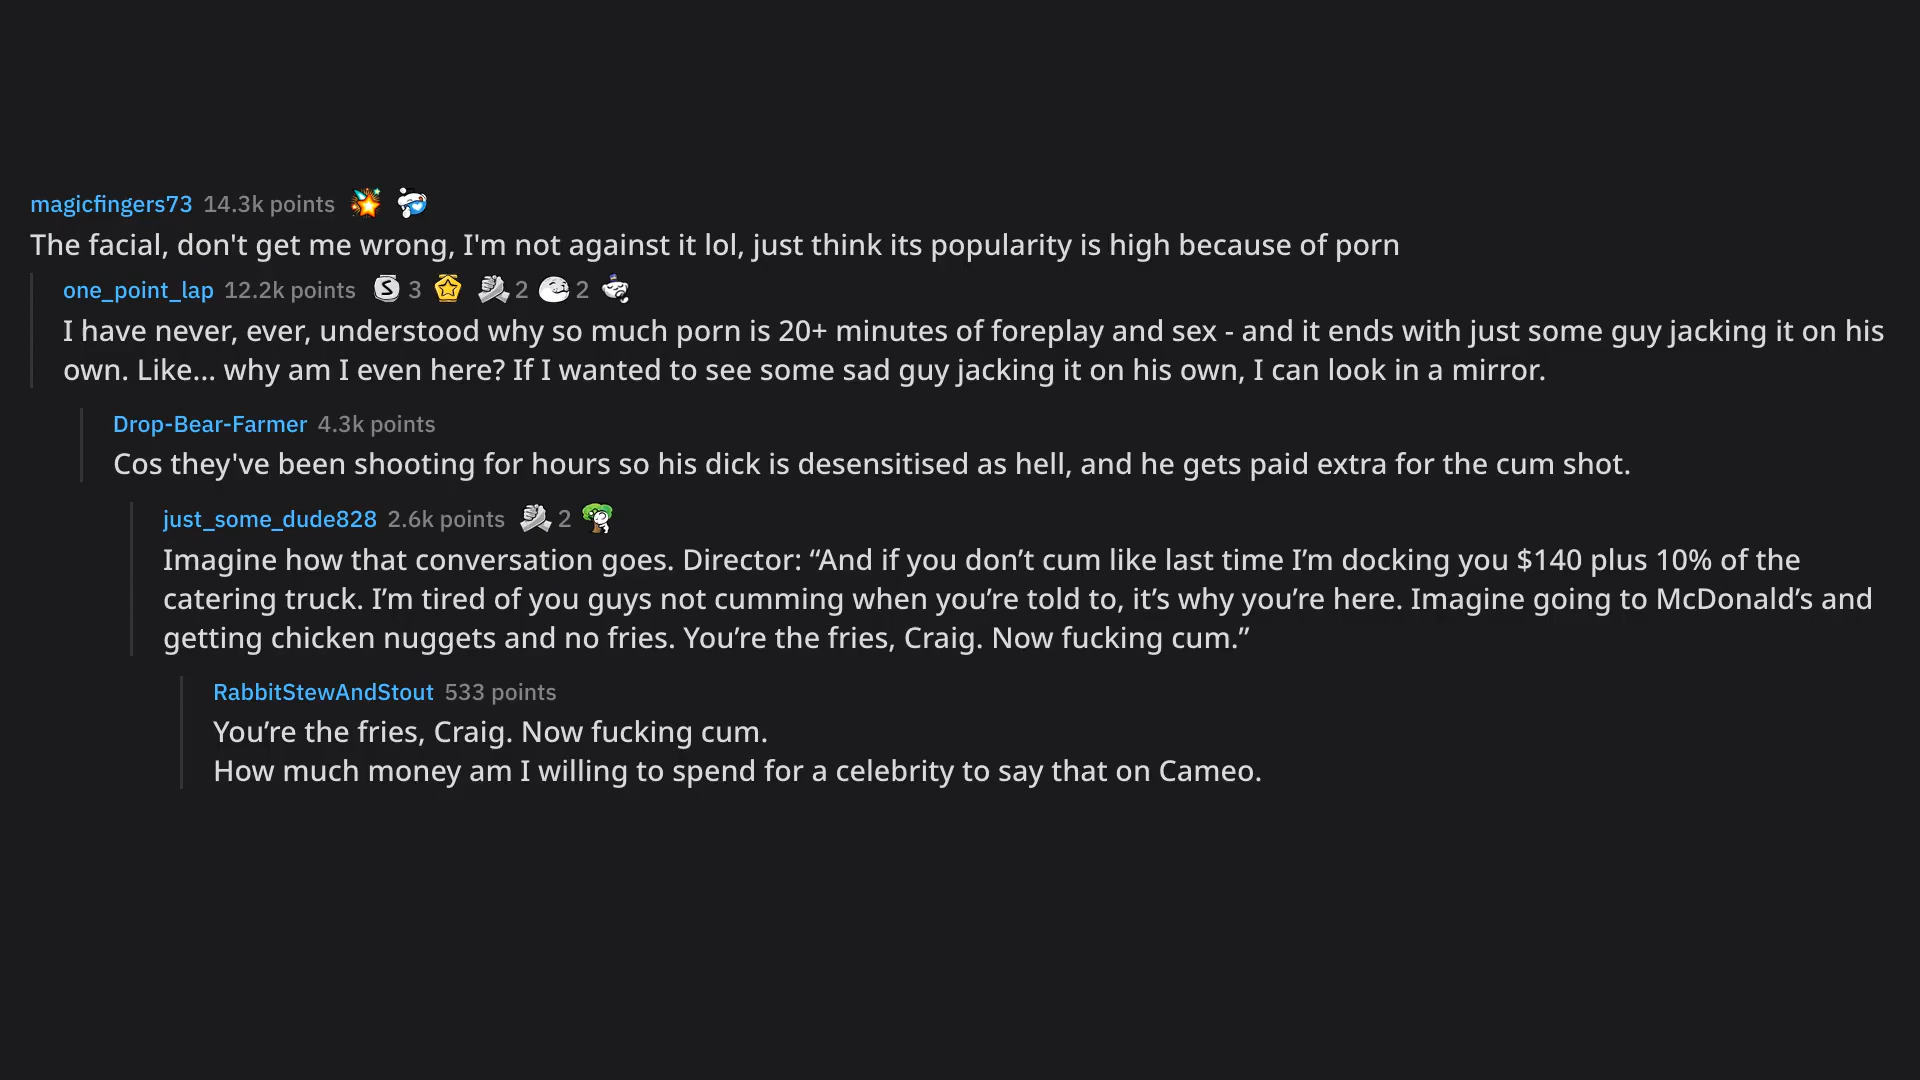 magicfingers73 14.3k points
The facial, don't get me wrong, I'm not against it lol, just think its popularity is high because of porn
one_point_lap 12.2k points S 3 2 2
I have never, ever, understood why so much porn is 20+ minutes of foreplay and sex - and it ends with just some guy jacking it on his
own. Like... why am I even here? If I wanted to see some sad guy jacking it on his own, I can look in a mirror.
Drop-Bear-Farmer 4.3k points
Cos they've been shooting for hours so his dick is desensitised as hell, and he gets paid extra for the cum shot.
just_some_dude828 2.6k points 2
Imagine how that conversation goes. Director: “And if you don’t cum like last time I’m docking you $140 plus 10% of the
catering truck. I’m tired of you guys not cumming when you’re told to, it’s why you’re here. Imagine going to McDonald’s and
getting chicken nuggets and no fries. You’re the fries, Craig. Now fucking cum.”
RabbitStewAndStout 533 points
You’re the fries, Craig. Now fucking cum.
How much money am I willing to spend for a celebrity to say that on Cameo.